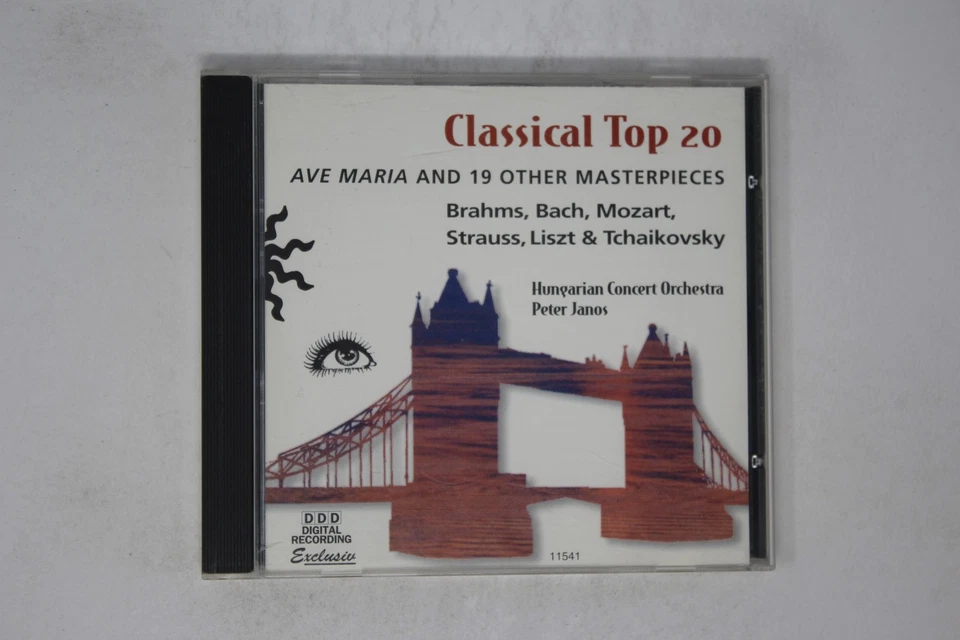 Classical Top 20
AVE MARIA AND 19 OTHER MASTERPIECES
Brahms, Bach, Mozart,
Strauss, Liszt & Tchaikovsky
Hungarian Concert Orchestra
Peter Janos
DDD
DIGITAL
RECORDING
Exclusiv
11541